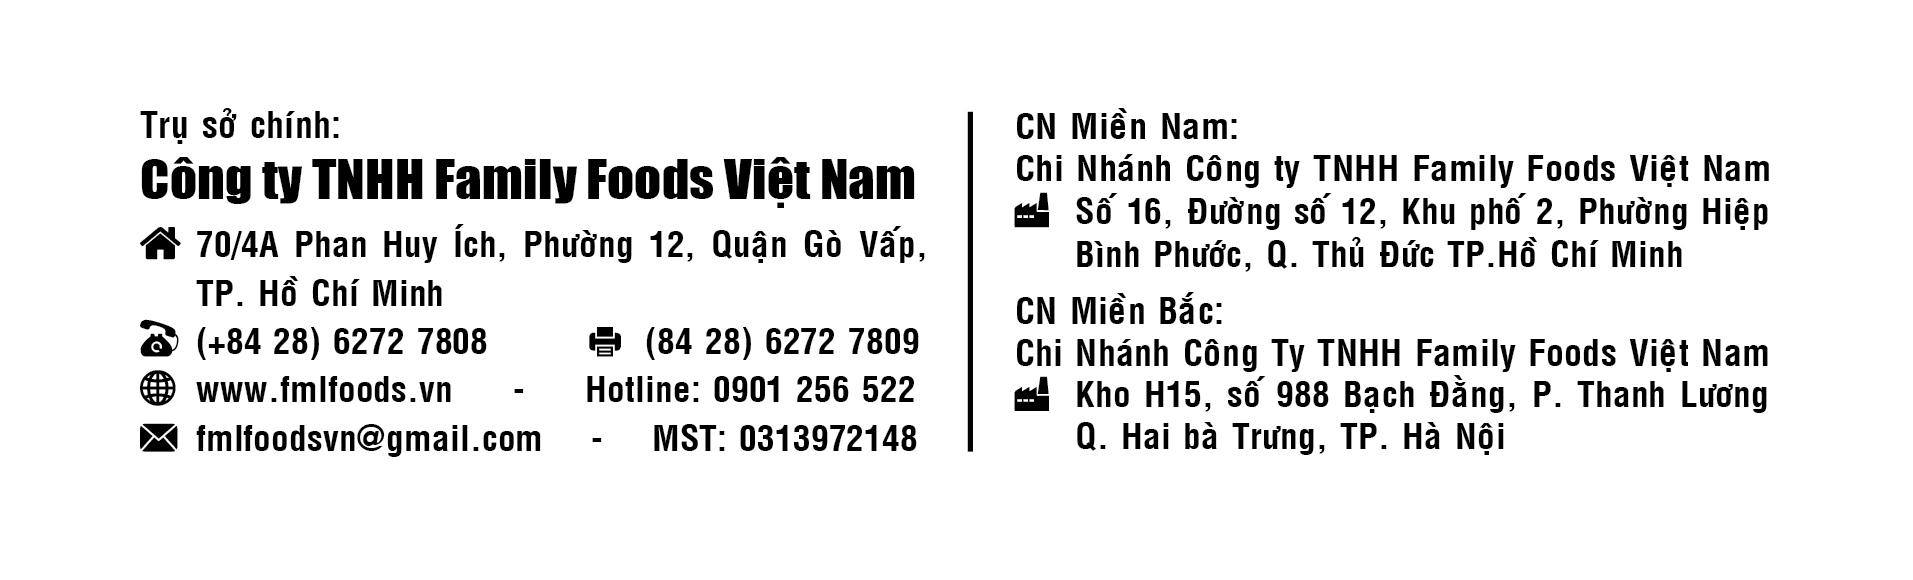 Trụ sở chính:
Công ty TNHH Family Foods Việt Nam
70/4A Phan Huy Ích, Phường 12, Quận Gò Vấp,
TP. Hồ Chí Minh
(+84 28) 6272 7808 (84 28) 6272 7809
www.fmlfoods.vn - Hotline: 0901 256 522
fmlfoodsvn@gmail.com - MST: 0313972148
CN Miền Nam:
Chi Nhánh Công ty TNHH Family Foods Việt Nam
Số 16, Đường số 12, Khu phố 2, Phường Hiệp
Bình Phước, Q. Thủ Đức TP.Hồ Chí Minh
CN Miền Bắc:
Chi Nhánh Công Ty TNHH Family Foods Việt Nam
Kho H15, số 988 Bạch Đằng, P. Thanh Lương
Q. Hai bà Trưng, TP. Hà Nội